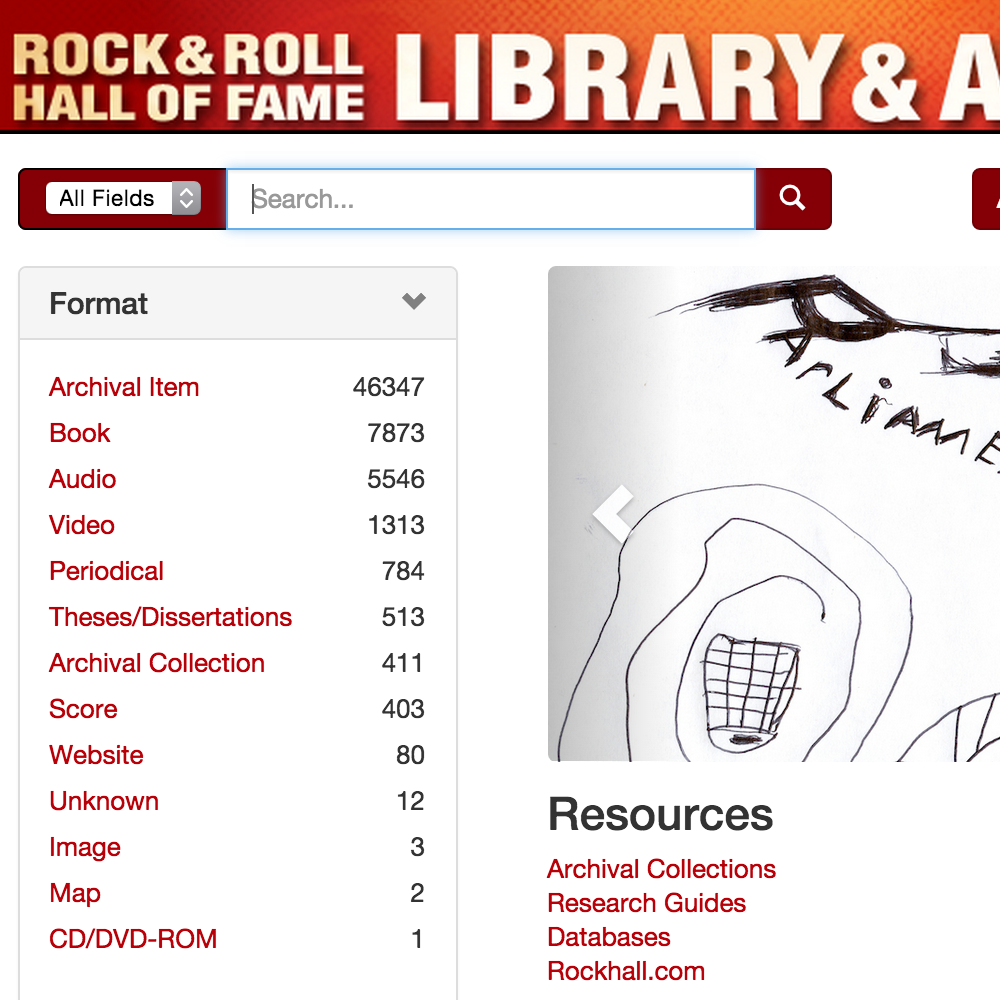 ROCK & ROLL
HALL OF FAME
LIBRARY & A
All Fields
Search...
Format
Archival Item 46347
Book 7873
Audio 5546
Video 1313
Periodical 784
Theses/Dissertations 513
Archival Collection 411
Score 403
Website 80
Unknown 12
Image 3
Map 2
CD/DVD-ROM 1
ArLiAME
Resources
Archival Collections
Research Guides
Databases
Rockhall.com